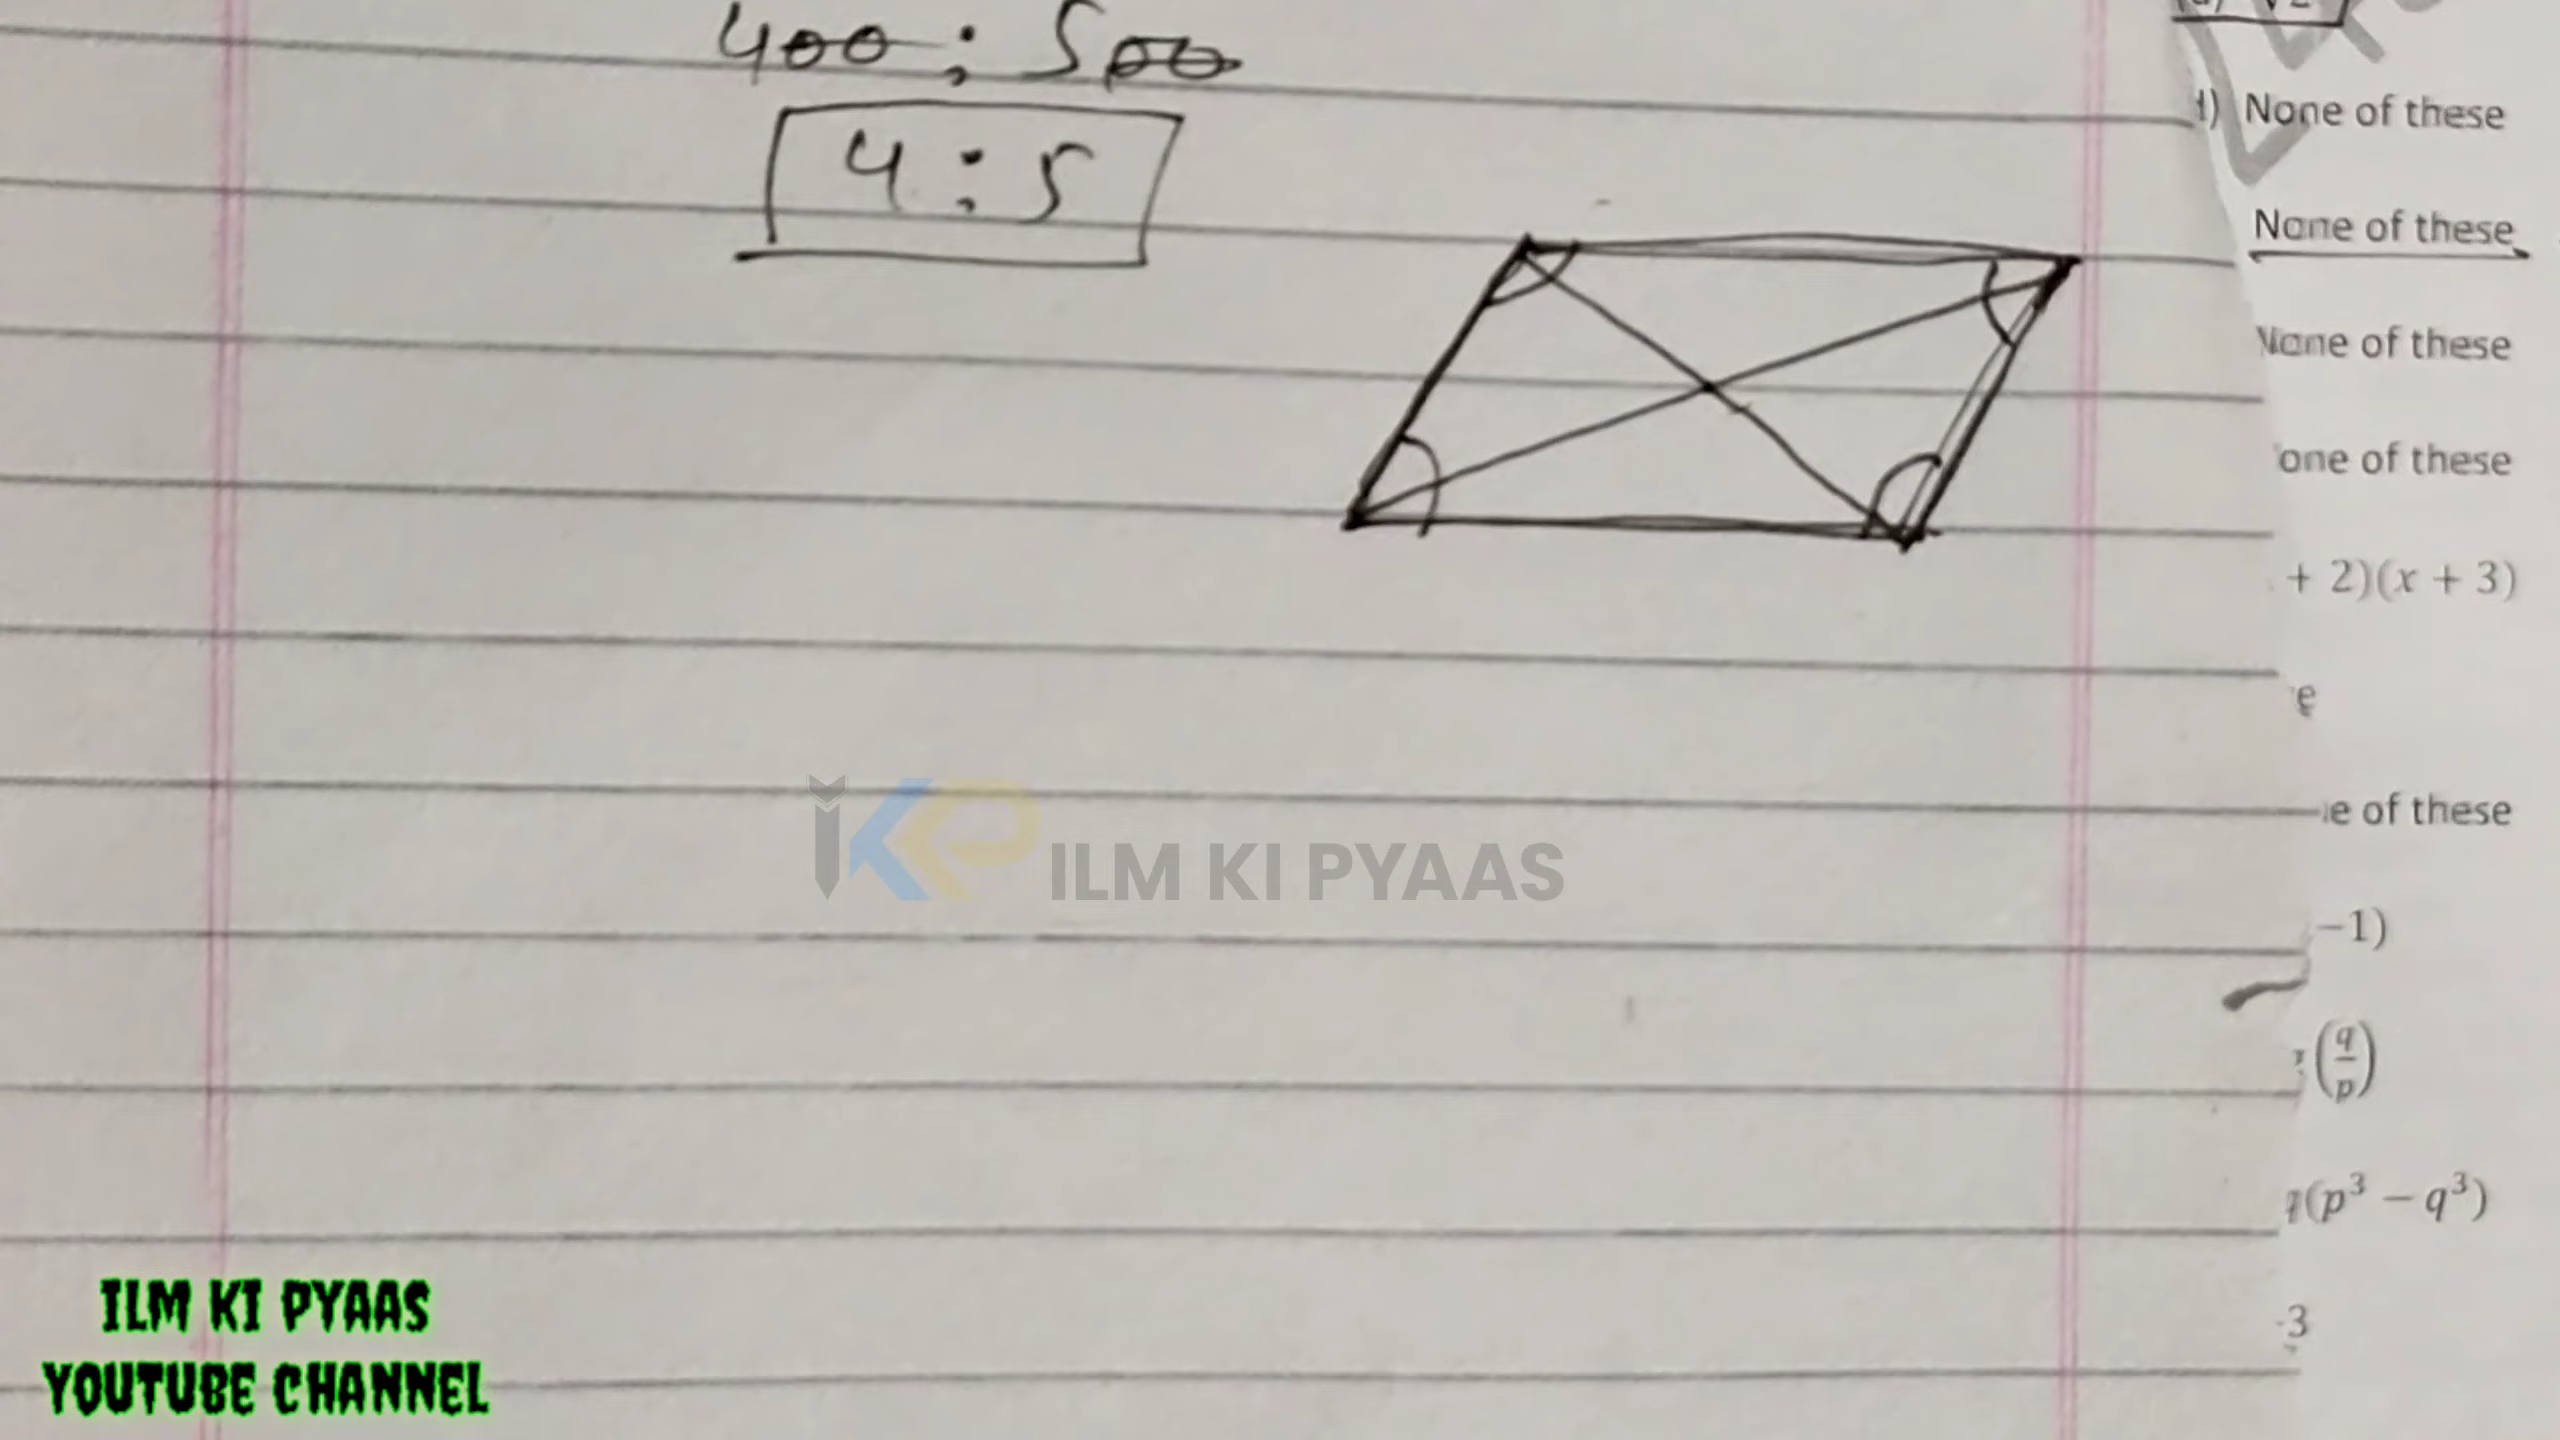 400 : 500
4 : 5
None of these
None of these
None of these
one of these
+ 2)(x + 3)
e
e of these
-1)
(q/p)
(p³ − q³)
3
ILM KI PYAAS
ILM KI PYAAS
YOUTUBE CHANNEL